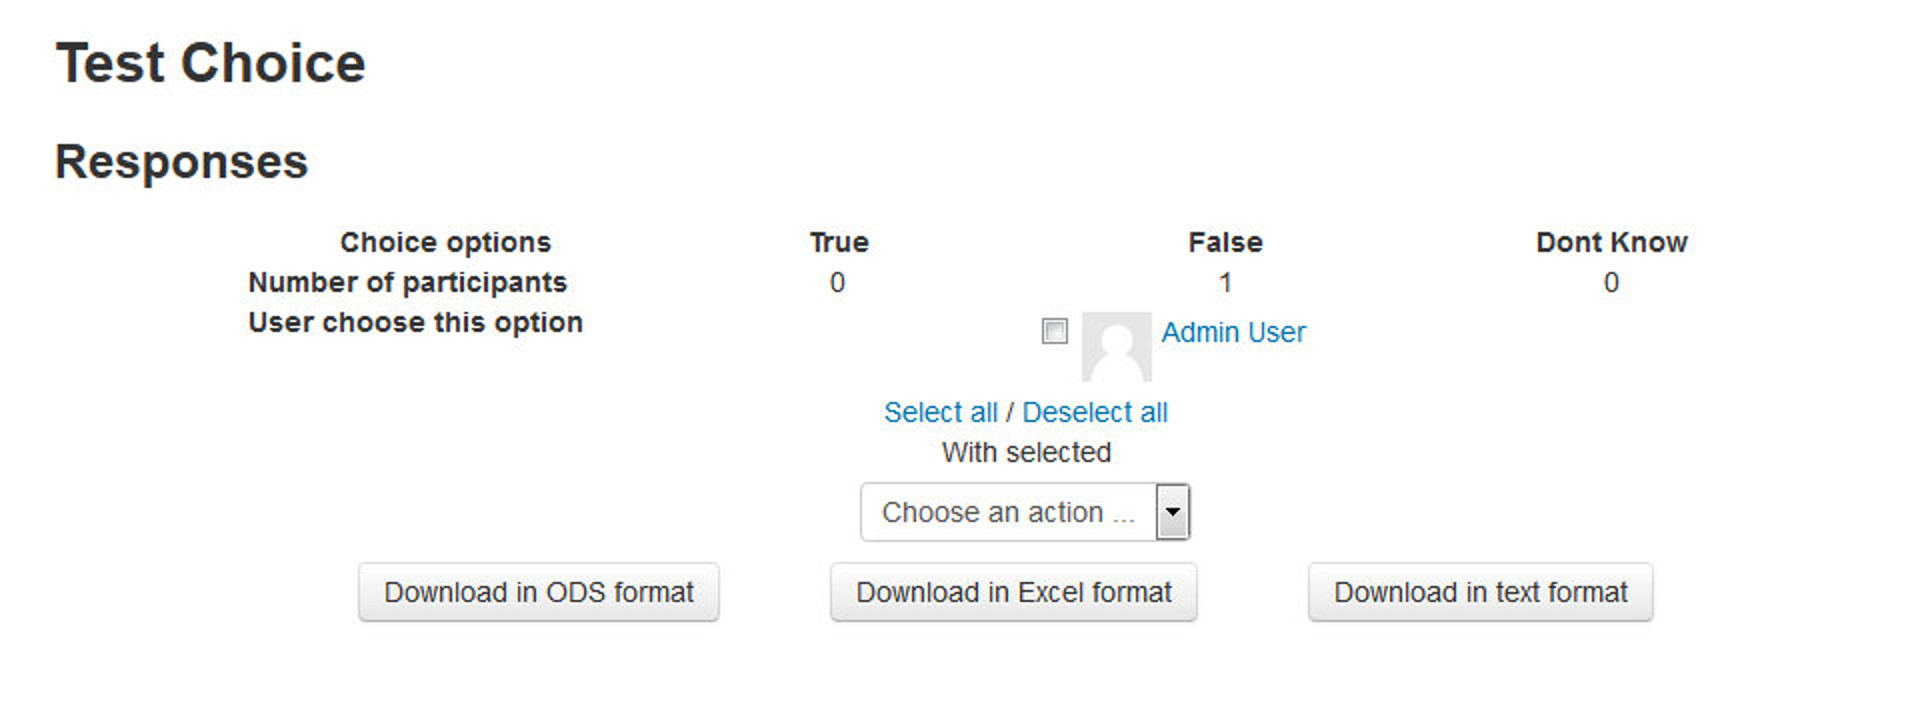 Test Choice
Responses
Choice options True False Dont Know
Number of participants 0 1 0
User choose this option Admin User
Select all / Deselect all
With selected
Choose an action ...
Download in ODS format Download in Excel format Download in text format